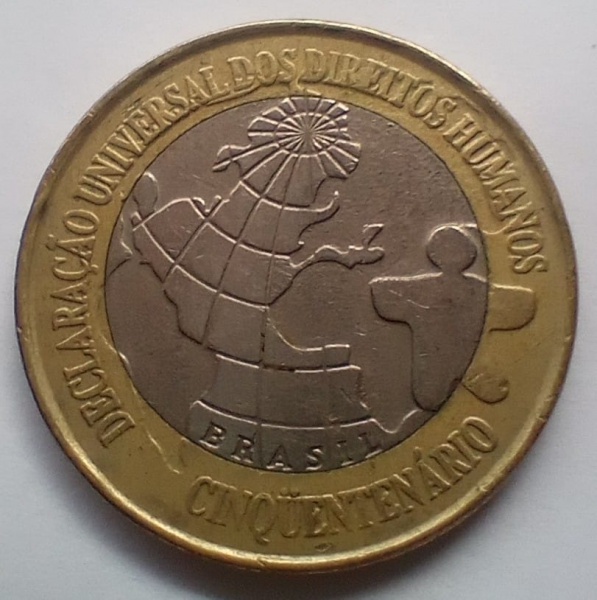 DECLARAÇÃO UNIVERSAL DOS DIREITOS HUMANOS
BRASIL
CINQÜENTENÁRIO